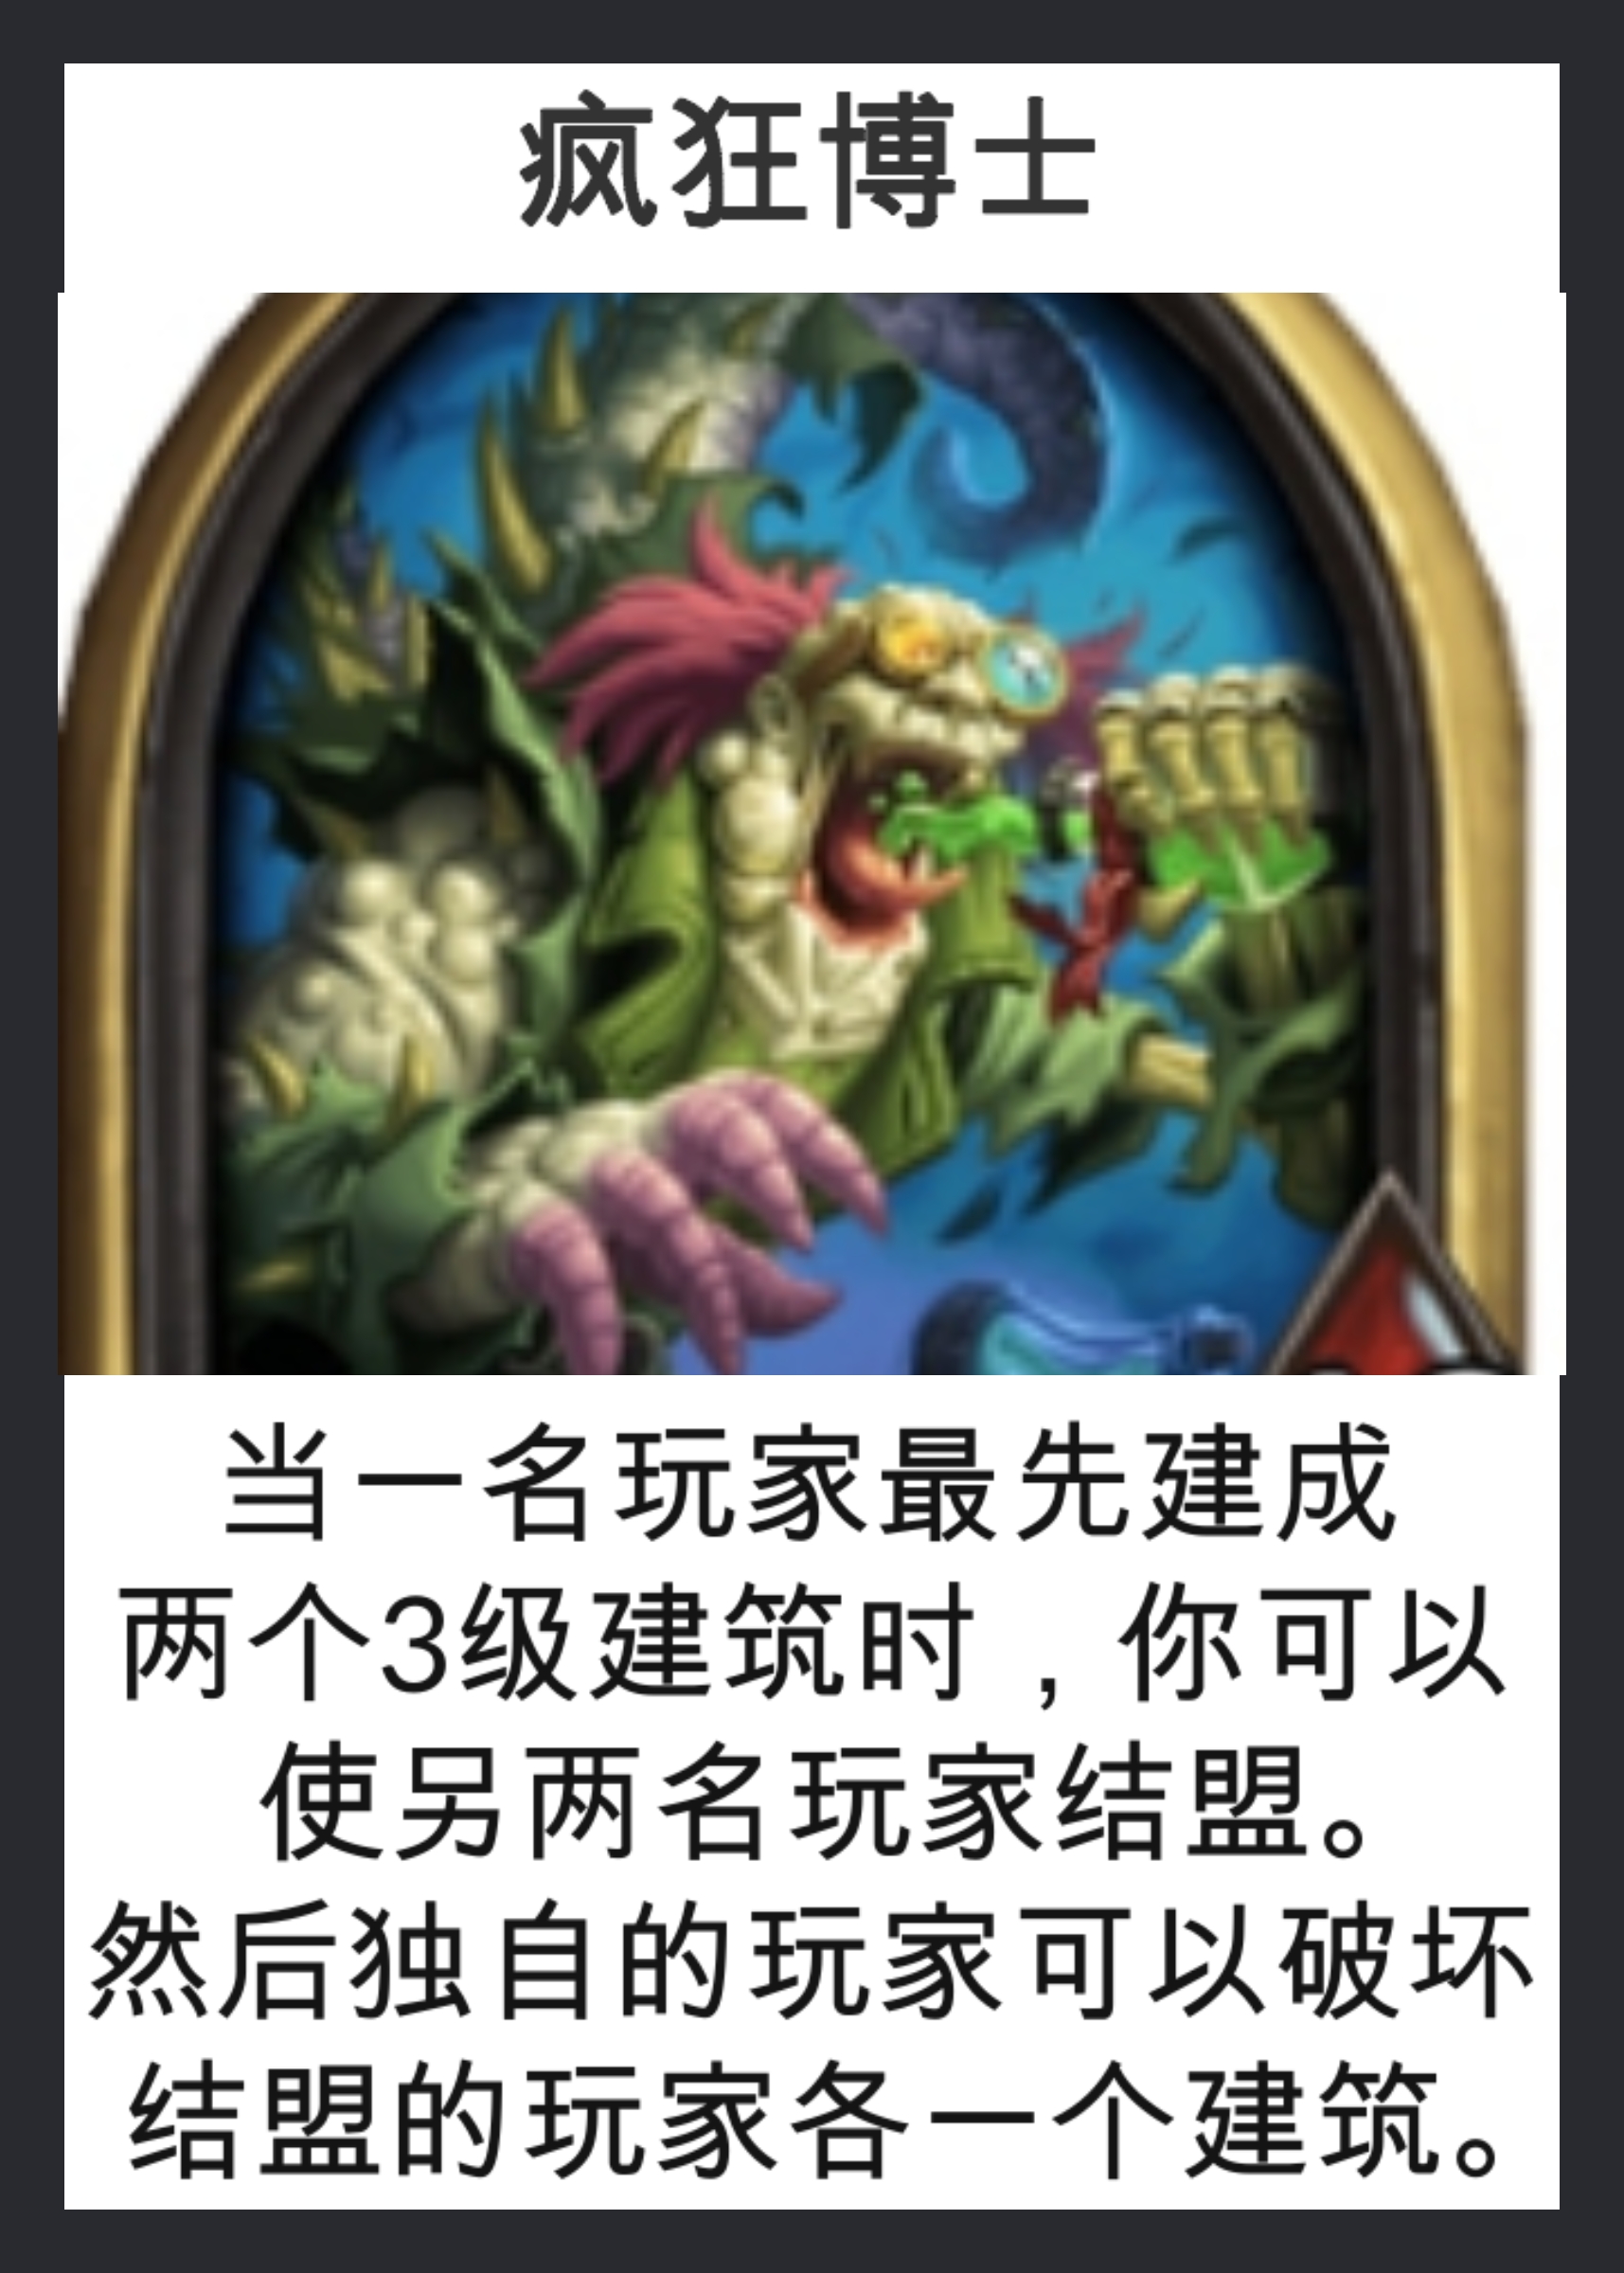 疯狂博士
当一名玩家最先建成
两个3级建筑时，你可以
使另两名玩家结盟。
然后独自的玩家可以破坏
结盟的玩家各一个建筑。